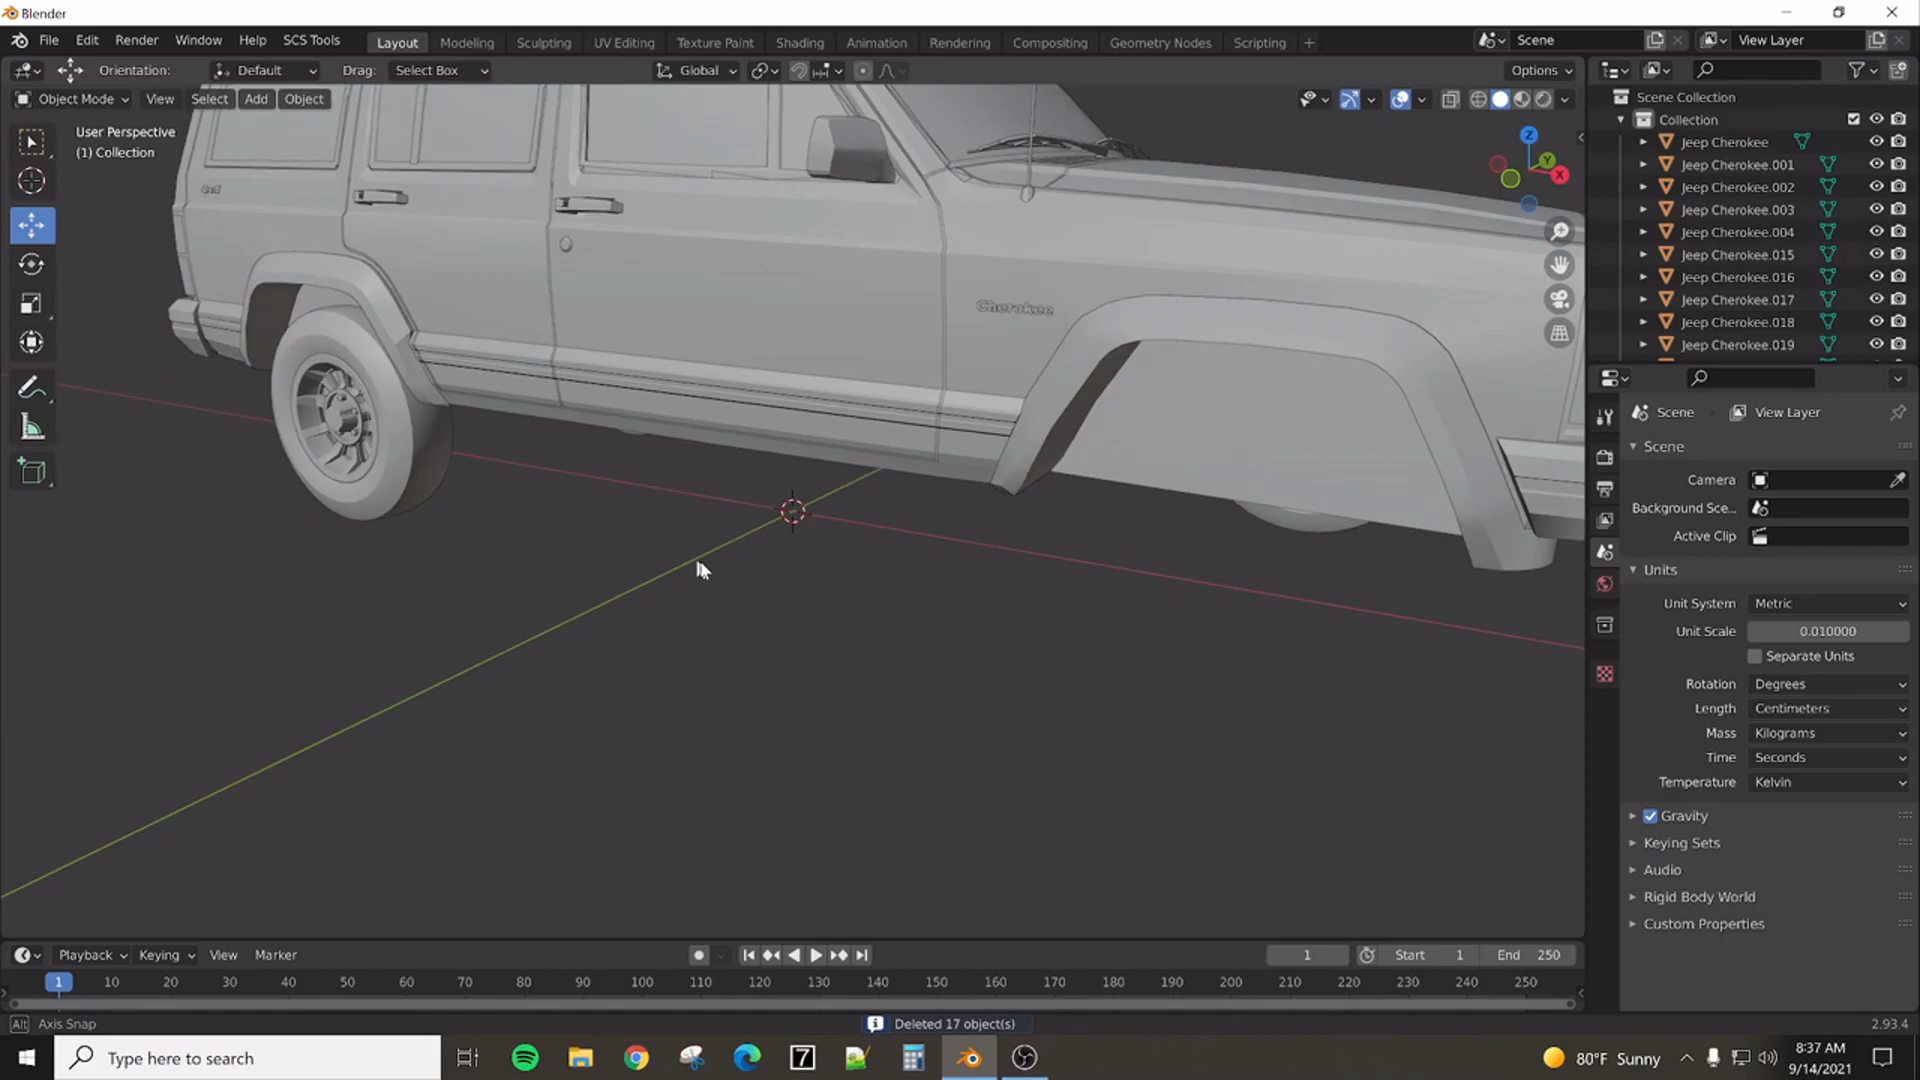 Blender
File Edit Render Window Help SCS Tools Layout Modeling Sculpting UV Editing Texture Paint Shading Animation Rendering Compositing Geometry Nodes Scripting + Scene View Layer
Orientation: Default Drag: Select Box Global Options
Object Mode View Select Add Object
User Perspective
(1) Collection
4x4
Cherokee
Z
Y
X
Scene Collection
Collection
Jeep Cherokee
Jeep Cherokee.001
Jeep Cherokee.002
Jeep Cherokee.003
Jeep Cherokee.004
Jeep Cherokee.015
Jeep Cherokee.016
Jeep Cherokee.017
Jeep Cherokee.018
Jeep Cherokee.019
Scene View Layer
Scene
Camera
Background Sce...
Active Clip
Units
Unit System Metric
Unit Scale 0.010000
Separate Units
Rotation Degrees
Length Centimeters
Mass Kilograms
Time Seconds
Temperature Kelvin
Gravity
Keying Sets
Audio
Rigid Body World
Custom Properties
Playback Keying View Marker 1 Start 1 End 250
1 10 20 30 40 50 60 70 80 90 100 110 120 130 140 150 160 170 180 190 200 210 220 230 240 250
Alt Axis Snap Deleted 17 object(s) 2.93.4
Type here to search 7 80°F Sunny 8:37 AM
9/14/2021